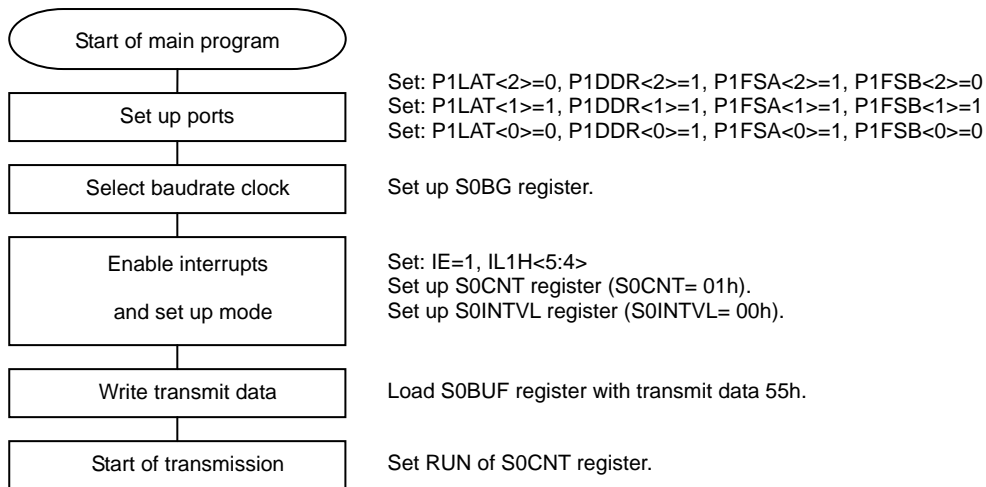 Start of main program
Set up ports
Set: P1LAT<2>=0, P1DDR<2>=1, P1FSA<2>=1, P1FSB<2>=0
Set: P1LAT<1>=1, P1DDR<1>=1, P1FSA<1>=1, P1FSB<1>=1
Set: P1LAT<0>=0, P1DDR<0>=1, P1FSA<0>=1, P1FSB<0>=0
Select baudrate clock
Set up S0BG register.
Enable interrupts
and set up mode
Set: IE=1, IL1H<5:4>
Set up S0CNT register (S0CNT= 01h).
Set up S0INTVL register (S0INTVL= 00h).
Write transmit data
Load S0BUF register with transmit data 55h.
Start of transmission
Set RUN of S0CNT register.